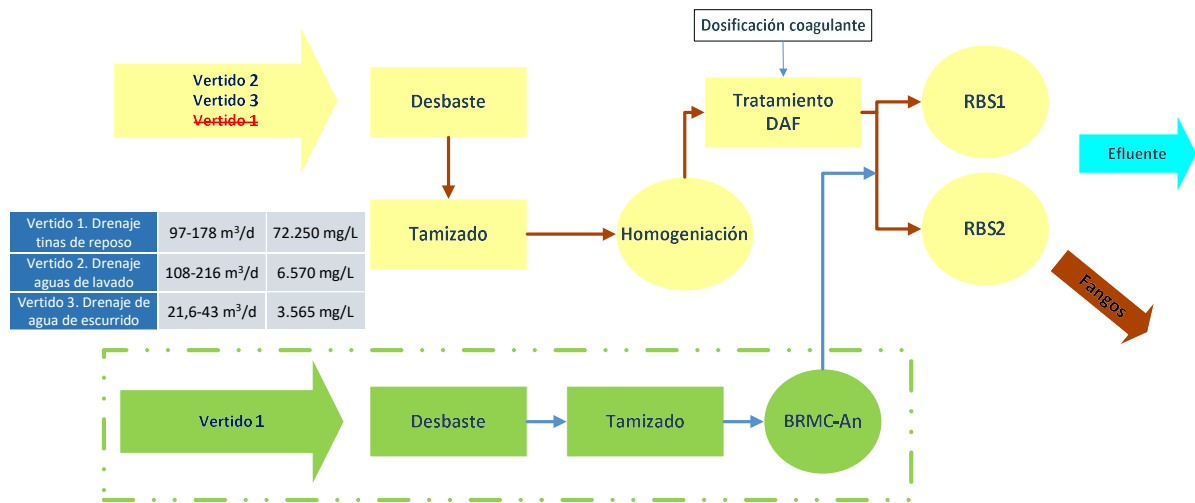 Dosificación coagulante
Vertido 2
Vertido 3
Vertido 1
Desbaste
Tratamiento
DAF
RBS1
Efluente
Tamizado
Homogeniación
RBS2
Fangos
Vertido 1. Drenaje
tinas de reposo
97-178 m³/d
72.250 mg/L
Vertido 2. Drenaje
aguas de lavado
108-216 m³/d
6.570 mg/L
Vertido 3. Drenaje de
agua de escurrido
21,6-43 m³/d
3.565 mg/L
Vertido 1
Desbaste
Tamizado
BRMC-An